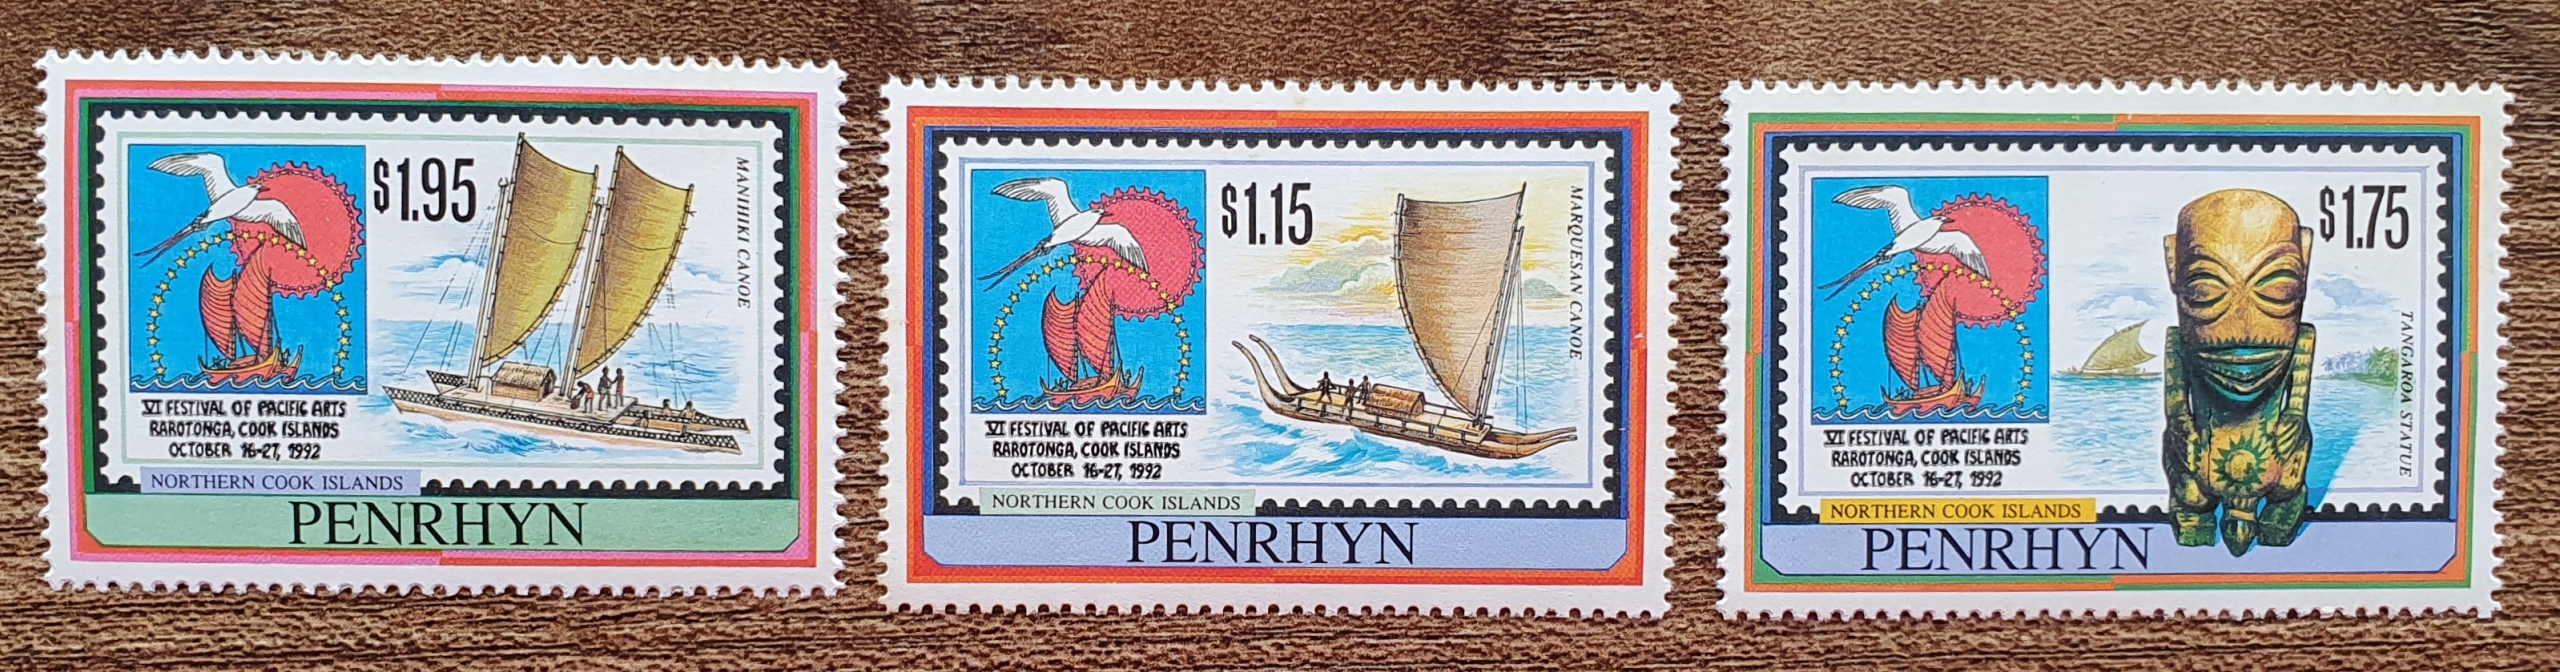 $1.95
MANIHIKI CANOE
VI FESTIVAL OF PACIFIC ARTS
RAROTONGA, COOK ISLANDS
OCTOBER 16-27, 1992
NORTHERN COOK ISLANDS
PENRHYN
$1.15
MARQUESAN CANOE
VI FESTIVAL OF PACIFIC ARTS
RAROTONGA, COOK ISLANDS
OCTOBER 16-27, 1992
NORTHERN COOK ISLANDS
PENRHYN
$1.75
TANGAROA STATUE
VI FESTIVAL OF PACIFIC ARTS
RAROTONGA, COOK ISLANDS
OCTOBER 16-27, 1992
NORTHERN COOK ISLANDS
PENRHYN